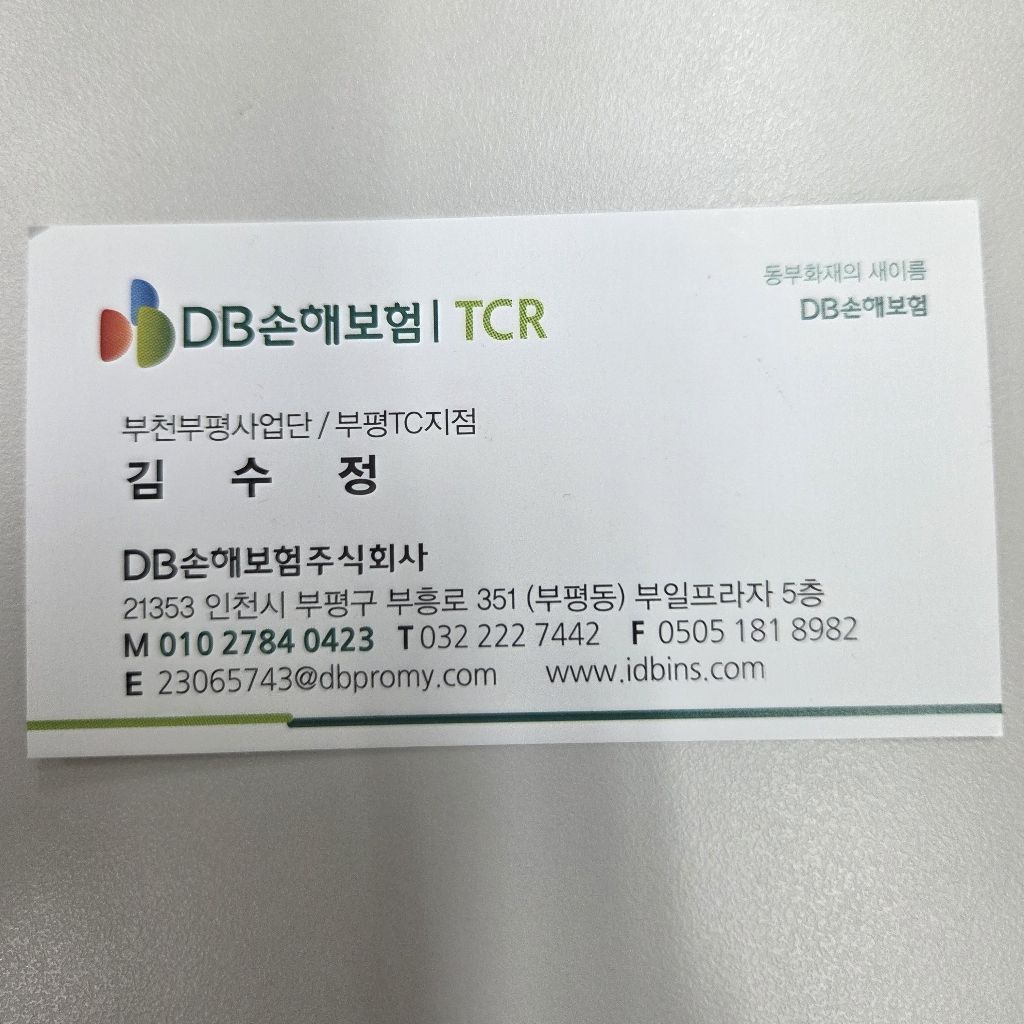 DB손해보험 | TCR
동부화재의 새이름
DB손해보험
부천부평사업단 / 부평TC지점
김 수 정
DB손해보험주식회사
21353 인천시 부평구 부흥로 351 (부평동) 부일프라자 5층
M 010 2784 0423 T 032 222 7442 F 0505 181 8982
E 23065743@dbpromy.com www.idbins.com